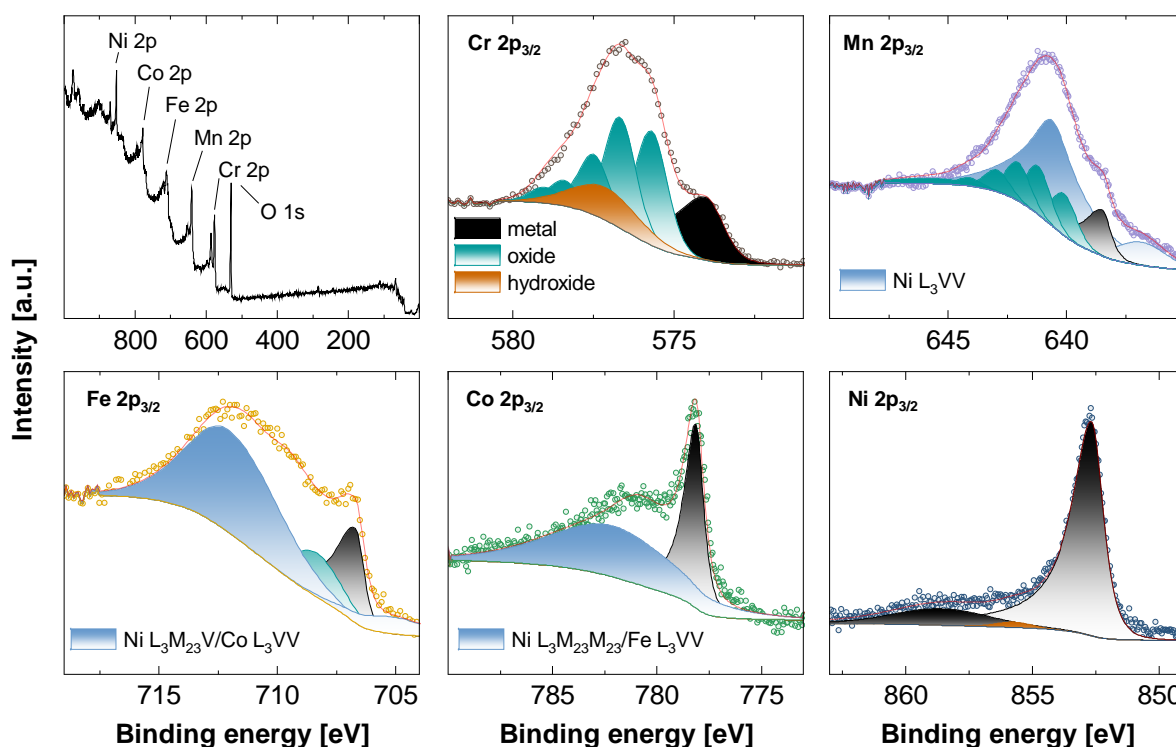 Ni 2p
Co 2p
Fe 2p
Mn 2p
Cr 2p
O 1s
800 600 400 200
Cr 2p3/2
metal
oxide
hydroxide
580 575
Mn 2p3/2
Ni L3VV
645 640
Intensity [a.u.]
Fe 2p3/2
Ni L3M23V/Co L3VV
715 710 705
Binding energy [eV]
Co 2p3/2
Ni L3M23M23/Fe L3VV
785 780 775
Binding energy [eV]
Ni 2p3/2
860 855 850
Binding energy [eV]